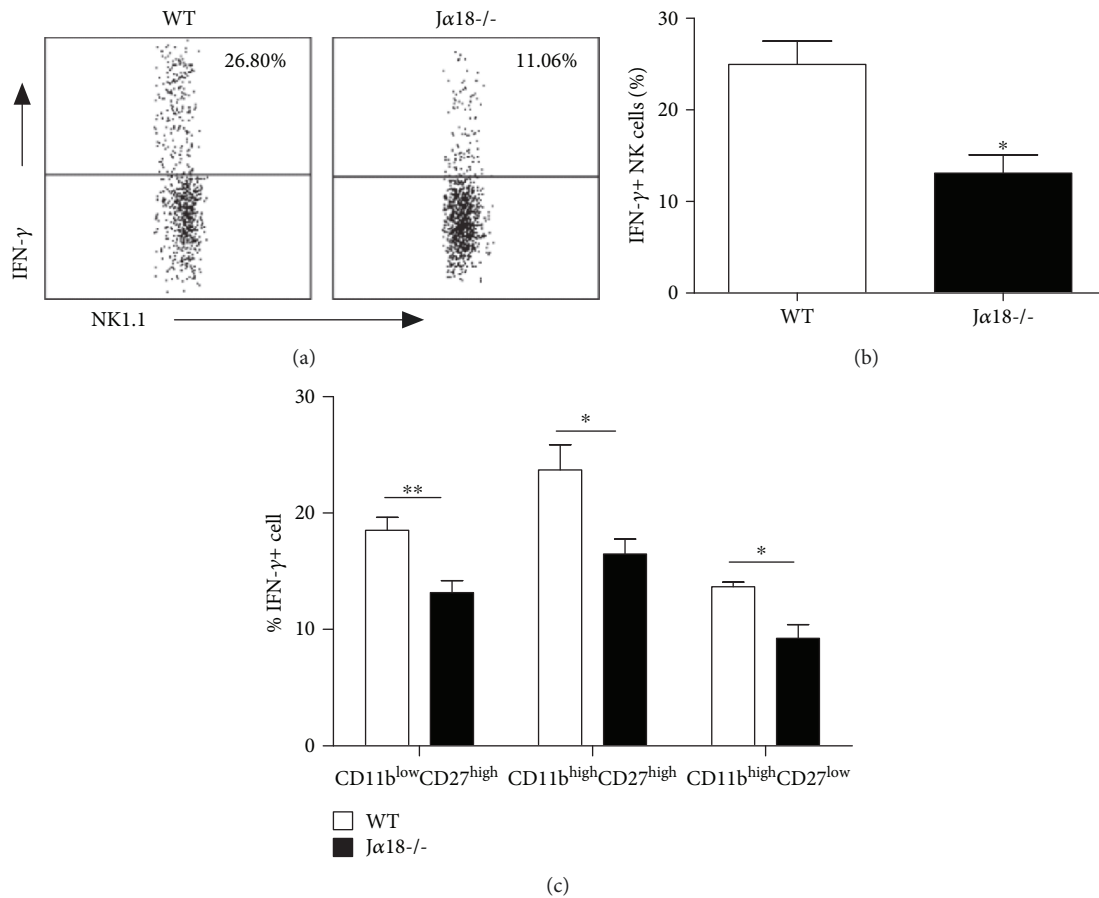 WT
Jα18-/-
26.80%
11.06%
IFN-γ
NK1.1
(a)
30
20
10
0
IFN-γ+ NK cells (%)
*
WT
Jα18-/-
(b)
30
20
10
0
% IFN-γ+ cell
**
*
*
CD11b^low CD27^high
CD11b^high CD27^high
CD11b^high CD27^low
WT
Jα18-/-
(c)